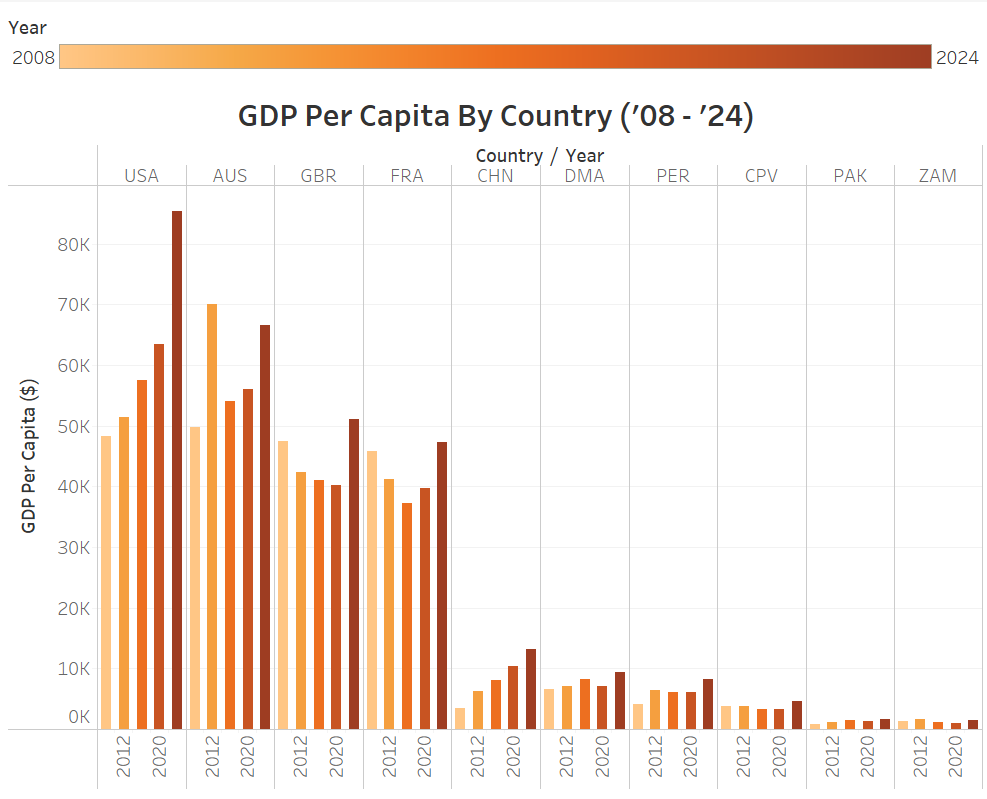 Year
2008 2024
GDP Per Capita By Country (’08 - ’24)
Country / Year
USA AUS GBR FRA CHN DMA PER CPV PAK ZAM
GDP Per Capita ($)
80K
70K
60K
50K
40K
30K
20K
10K
0K
2012 2020 2012 2020 2012 2020 2012 2020 2012 2020 2012 2020 2012 2020 2012 2020 2012 2020 2012 2020